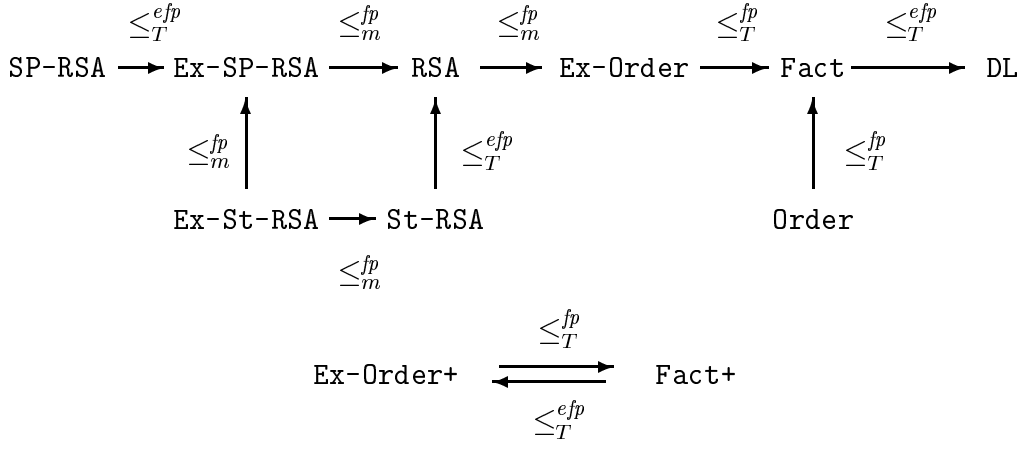 ≤_T^{efp} ≤_m^{fp} ≤_m^{fp} ≤_T^{fp} ≤_T^{efp}
SP-RSA Ex-SP-RSA RSA Ex-Order Fact DL
≤_m^{fp} ≤_T^{efp} ≤_T^{fp}
Ex-St-RSA St-RSA Order
≤_m^{fp}
≤_T^{fp}
Ex-Order+ Fact+
≤_T^{efp}